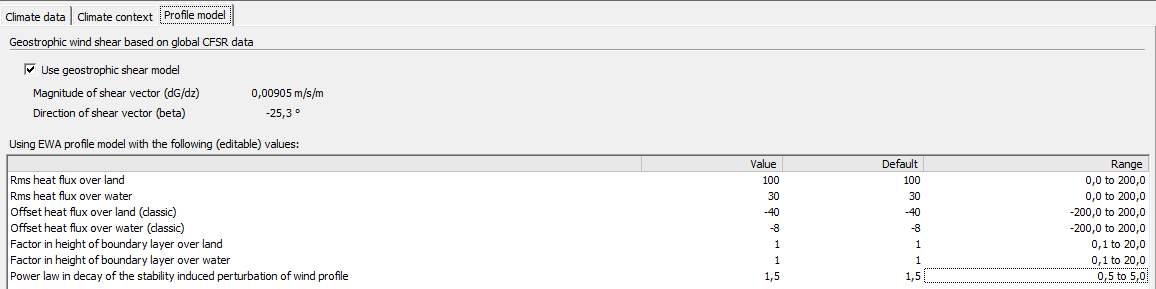 Climate data Climate context Profile model
Geostrophic wind shear based on global CFSR data
Use geostrophic shear model
Magnitude of shear vector (dG/dz) 0,00905 m/s/m
Direction of shear vector (beta) -25,3 °
Using EWA profile model with the following (editable) values:
Value Default Range
Rms heat flux over land 100 100 0,0 to 200,0
Rms heat flux over water 30 30 0,0 to 200,0
Offset heat flux over land (classic) -40 -40 -200,0 to 200,0
Offset heat flux over water (classic) -8 -8 -200,0 to 200,0
Factor in height of boundary layer over land 1 1 0,1 to 20,0
Factor in height of boundary layer over water 1 1 0,1 to 20,0
Power law in decay of the stability induced perturbation of wind profile 1,5 1,5 0,5 to 5,0